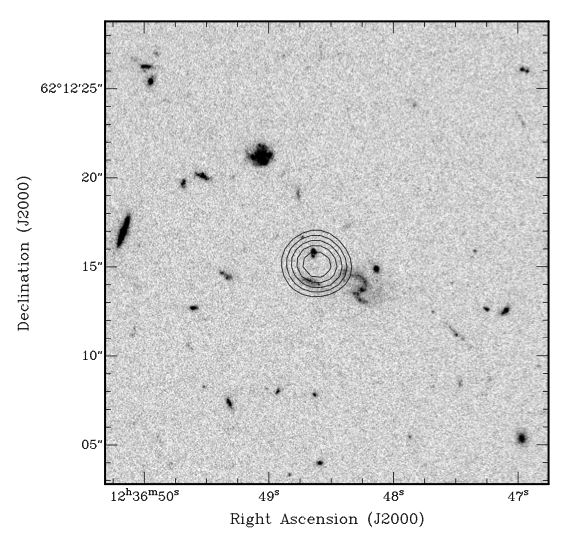 62°12′25″
20″
15″
10″
05″
Declination (J2000)
12ʰ36ᵐ50ˢ
49ˢ
48ˢ
47ˢ
Right Ascension (J2000)